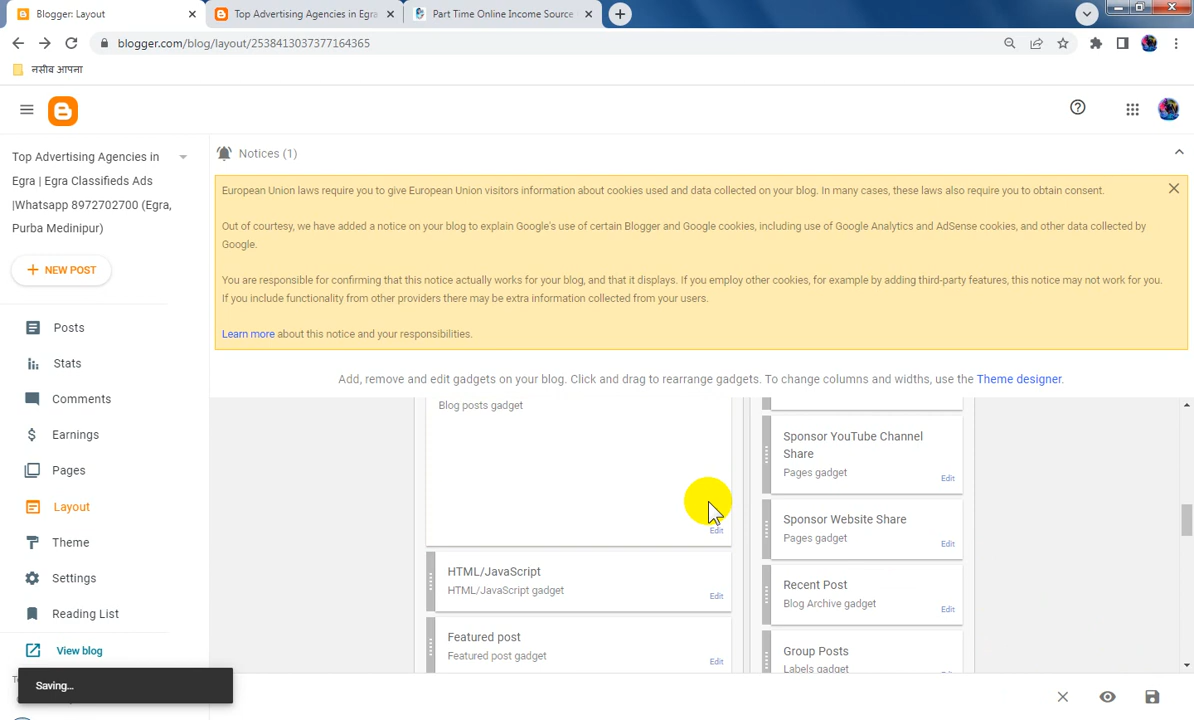 Blogger: Layout
Top Advertising Agencies in Egra
Part Time Online Income Source
blogger.com/blog/layout/2538413037377164365
नसीब आपना
Top Advertising Agencies in
Egra | Egra Classifieds Ads
|Whatsapp 8972702700 (Egra,
Purba Medinipur)
NEW POST
Posts
Stats
Comments
Earnings
Pages
Layout
Theme
Settings
Reading List
View blog
Saving...
Notices (1)
European Union laws require you to give European Union visitors information about cookies used and data collected on your blog. In many cases, these laws also require you to obtain consent.
Out of courtesy, we have added a notice on your blog to explain Google's use of certain Blogger and Google cookies, including use of Google Analytics and AdSense cookies, and other data collected by
Google.
You are responsible for confirming that this notice actually works for your blog, and that it displays. If you employ other cookies, for example by adding third-party features, this notice may not work for you.
If you include functionality from other providers there may be extra information collected from your users.
Learn more about this notice and your responsibilities.
Add, remove and edit gadgets on your blog. Click and drag to rearrange gadgets. To change columns and widths, use the Theme designer.
Blog posts gadget
Edit
HTML/JavaScript
HTML/JavaScript gadget
Edit
Featured post
Featured post gadget
Edit
Sponsor YouTube Channel
Share
Pages gadget
Edit
Sponsor Website Share
Pages gadget
Edit
Recent Post
Blog Archive gadget
Edit
Group Posts
Labels gadget
Edit